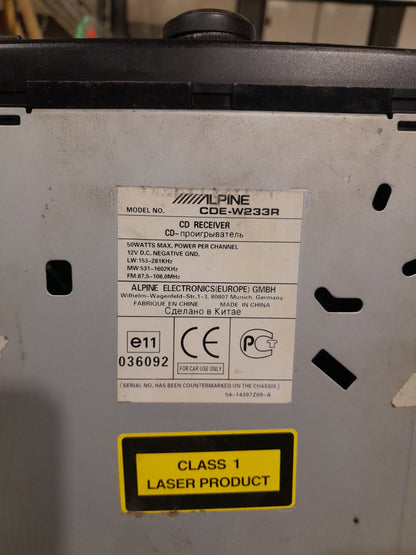 ALPINE
MODEL NO. CDE-W233R
CD RECEIVER
CD-проигрыватель
50WATTS MAX. POWER PER CHANNEL
12V D.C. NEGATIVE GND.
LW:153-281KHz
MW:531-1602KHz
FM:87,5-108,0MHz
ALPINE ELECTRONICS(EUROPE) GMBH
Wilhelm-Wagenfeld-Str.1-3, 80807 Munich, Germany
FABRIQUE EN CHINE MADE IN CHINA
Сделано в Китае
e11
036092
CE
FOR CAR USE ONLY
РСТ
[ SERIAL NO. HAS BEEN COUNTERMARKED ON THE CHASSIS ]
54-14397Z09-A
CLASS 1
LASER PRODUCT